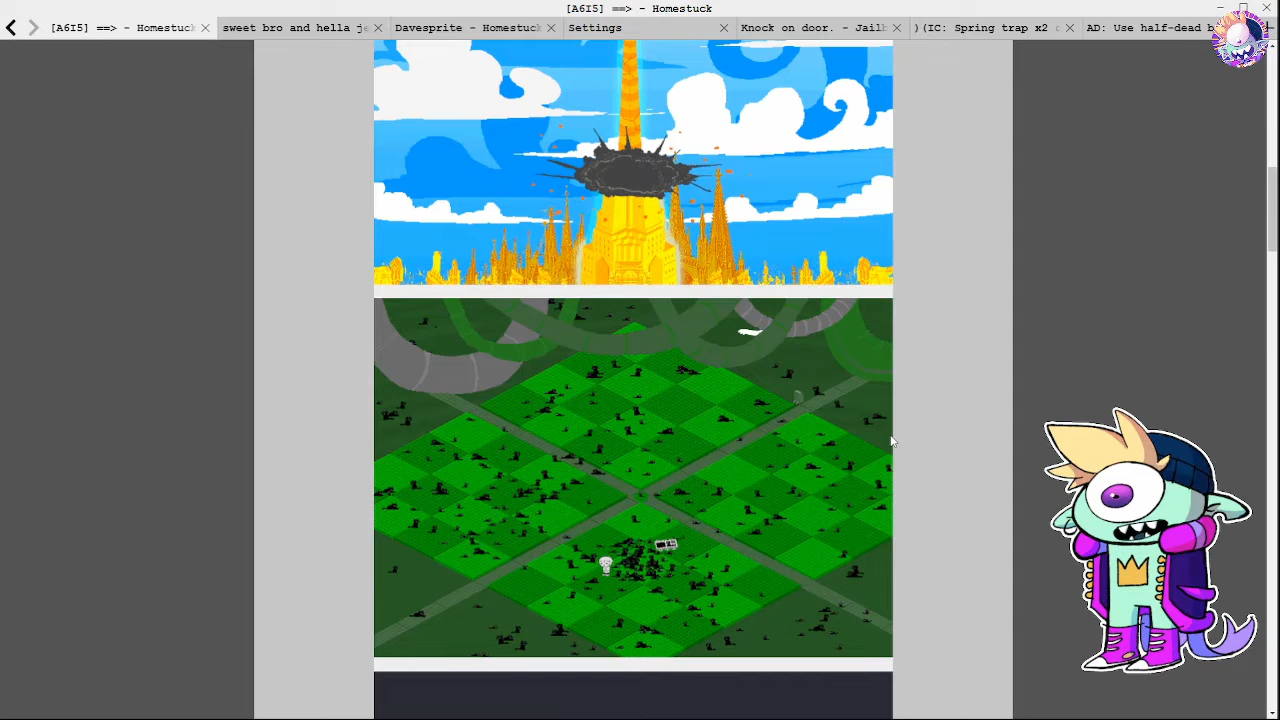 [A6I5] ==> - Homestuck
[A6I5] ==> - Homestuck
sweet bro and hella je
Davesprite - Homestuck
Settings
Knock on door. - Jailb
)(IC: Spring trap x2 c
AD: Use half-dead b